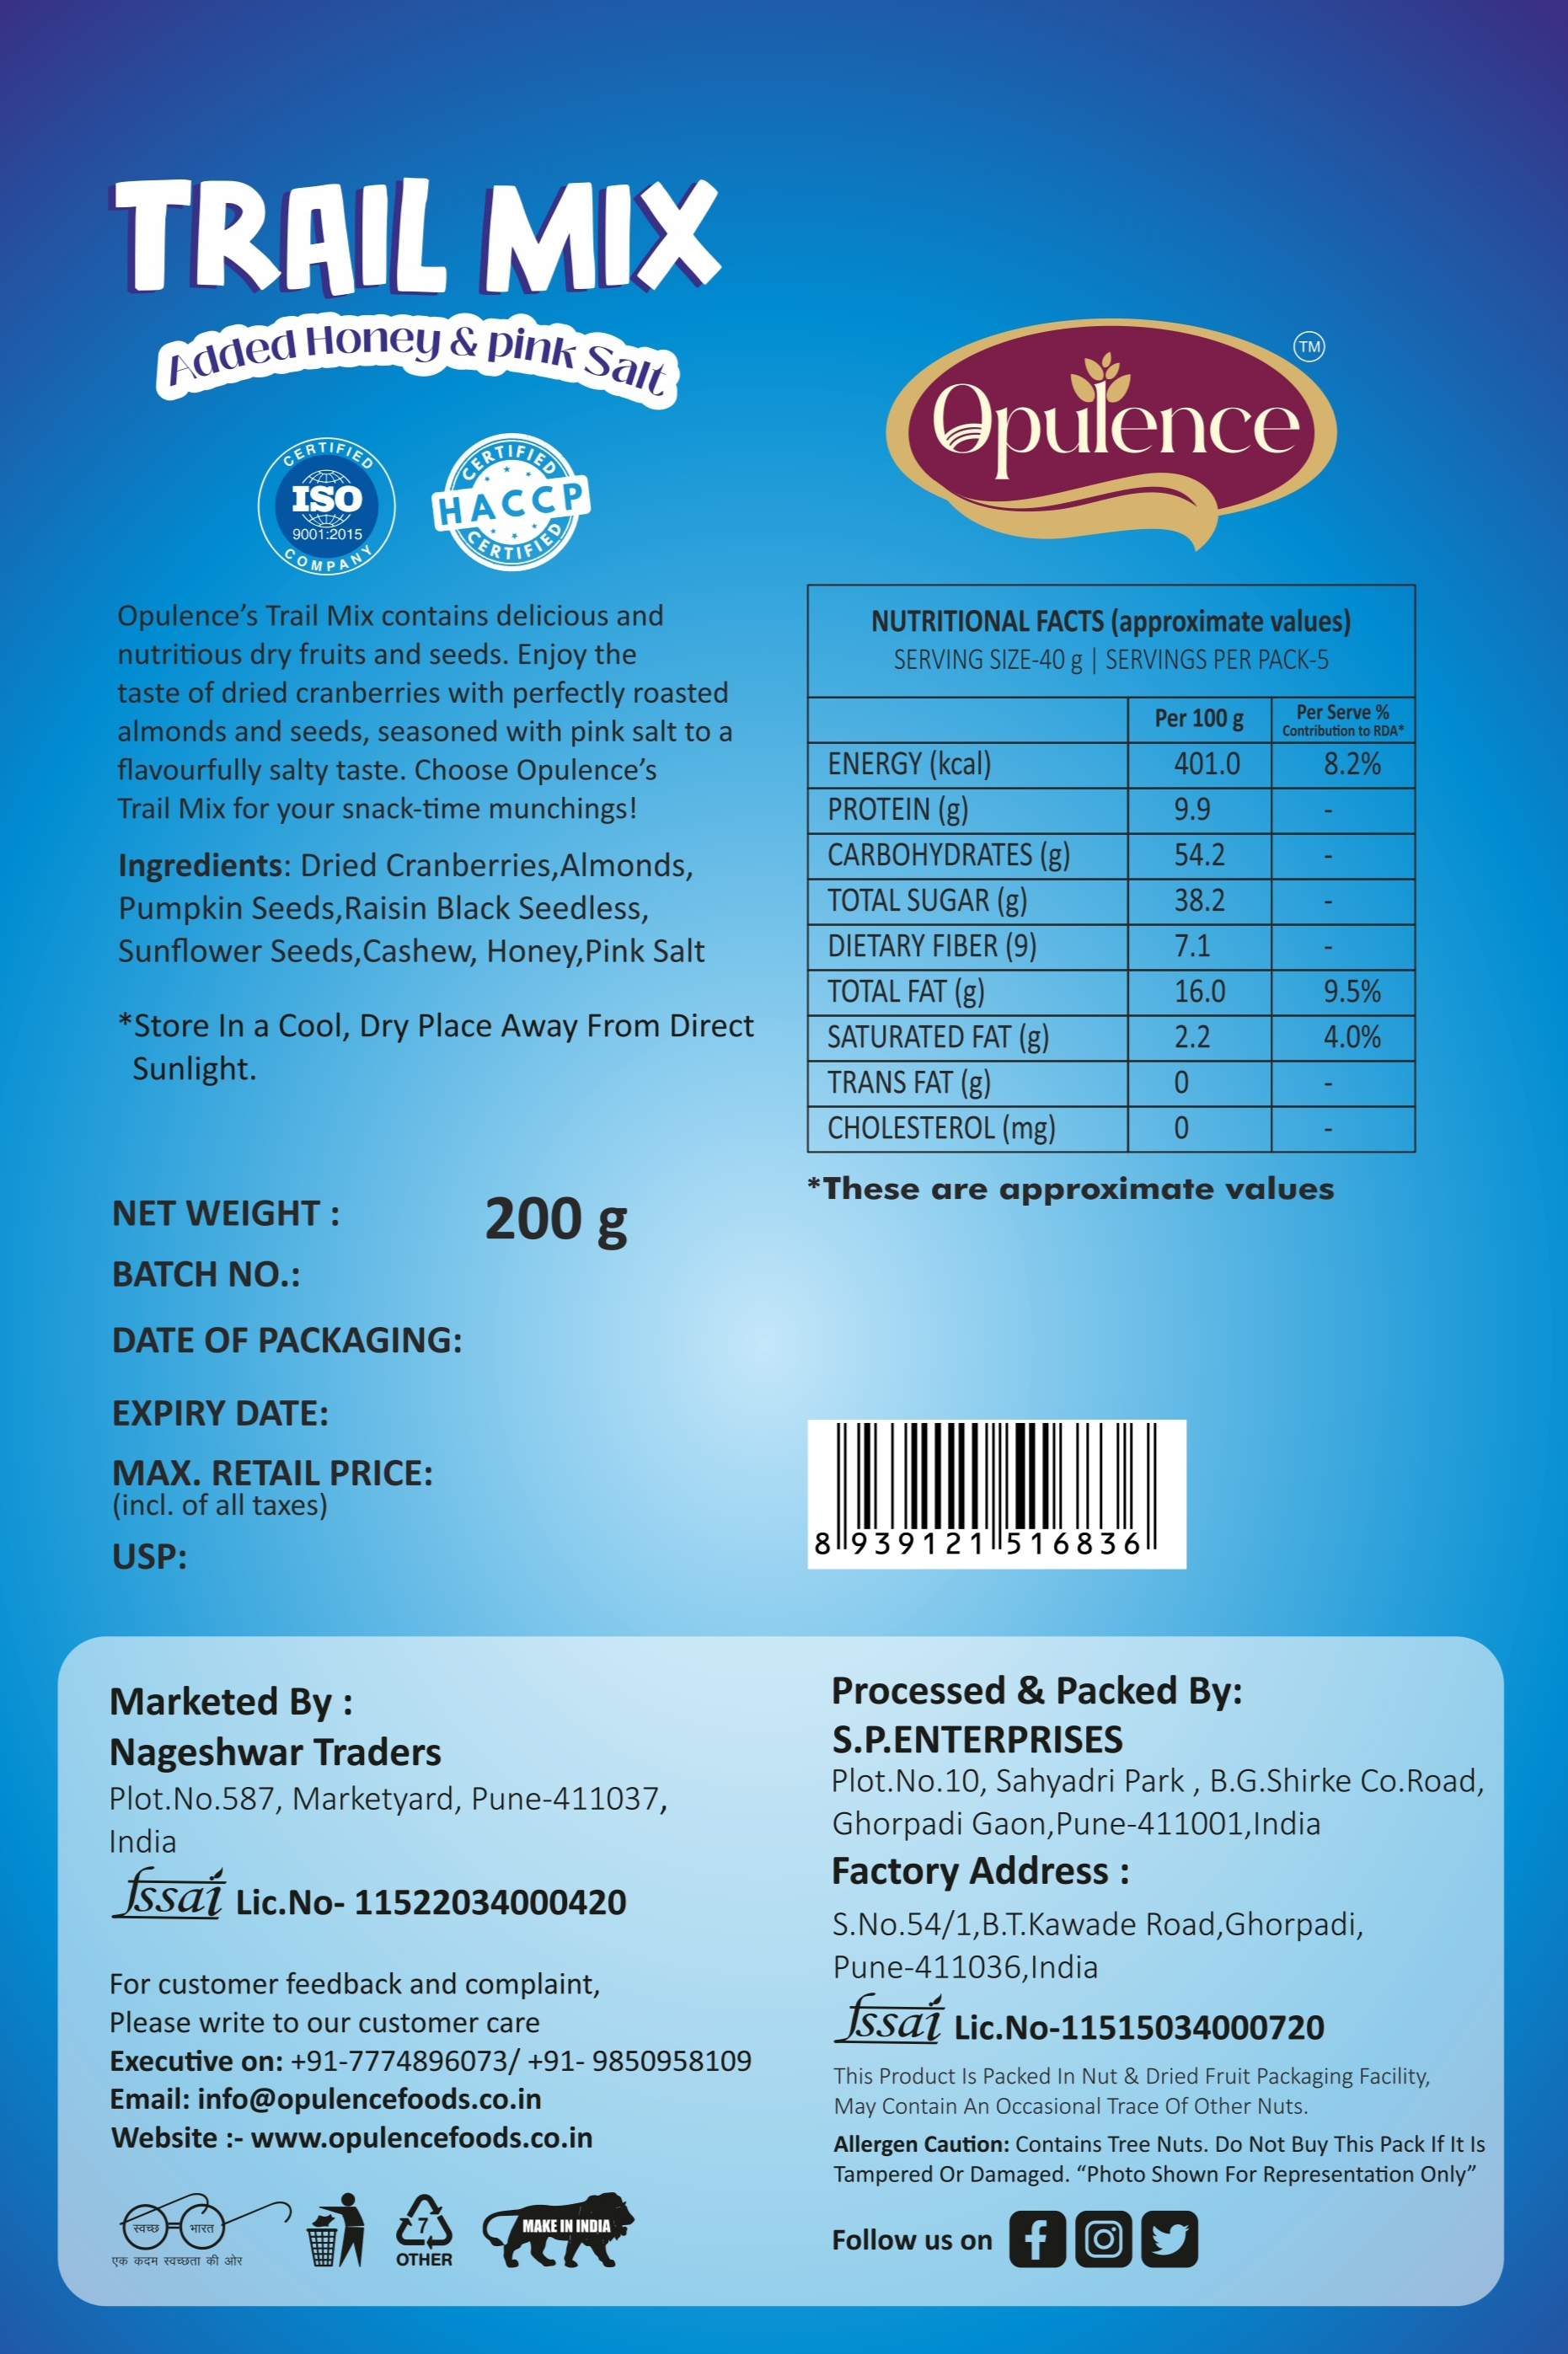 TRAIL MIX
Added Honey & pink Salt
CERTIFIED
ISO
9001:2015
COMPANY
CERTIFIED
HACCP
CERTIFIED
Opulence
TM
Opulence’s Trail Mix contains delicious and
nutritious dry fruits and seeds. Enjoy the
taste of dried cranberries with perfectly roasted
almonds and seeds, seasoned with pink salt to a
flavourfully salty taste. Choose Opulence’s
Trail Mix for your snack-time munchings!
Ingredients: Dried Cranberries,Almonds,
Pumpkin Seeds,Raisin Black Seedless,
Sunflower Seeds,Cashew, Honey,Pink Salt
*Store In a Cool, Dry Place Away From Direct
Sunlight.
NUTRITIONAL FACTS (approximate values)
SERVING SIZE-40 g | SERVINGS PER PACK-5
Per 100 g Per Serve %
Contribution to RDA*
ENERGY (kcal) 401.0 8.2%
PROTEIN (g) 9.9 -
CARBOHYDRATES (g) 54.2 -
TOTAL SUGAR (g) 38.2 -
DIETARY FIBER (9) 7.1 -
TOTAL FAT (g) 16.0 9.5%
SATURATED FAT (g) 2.2 4.0%
TRANS FAT (g) 0 -
CHOLESTEROL (mg) 0 -
*These are approximate values
NET WEIGHT : 200 g
BATCH NO.:
DATE OF PACKAGING:
EXPIRY DATE:
MAX. RETAIL PRICE:
(incl. of all taxes)
USP:
8 939121 516836
Marketed By :
Nageshwar Traders
Plot.No.587, Marketyard, Pune-411037,
India
fssai Lic.No- 11522034000420
For customer feedback and complaint,
Please write to our customer care
Executive on: +91-7774896073/ +91- 9850958109
Email: info@opulencefoods.co.in
Website :- www.opulencefoods.co.in
स्वच्छ भारत
एक कदम स्वच्छता की ओर
7
OTHER
MAKE IN INDIA
Processed & Packed By:
S.P.ENTERPRISES
Plot.No.10, Sahyadri Park , B.G.Shirke Co.Road,
Ghorpadi Gaon,Pune-411001,India
Factory Address :
S.No.54/1,B.T.Kawade Road,Ghorpadi,
Pune-411036,India
fssai Lic.No-11515034000720
This Product Is Packed In Nut & Dried Fruit Packaging Facility,
May Contain An Occasional Trace Of Other Nuts.
Allergen Caution: Contains Tree Nuts. Do Not Buy This Pack If It Is
Tampered Or Damaged. “Photo Shown For Representation Only”
Follow us on